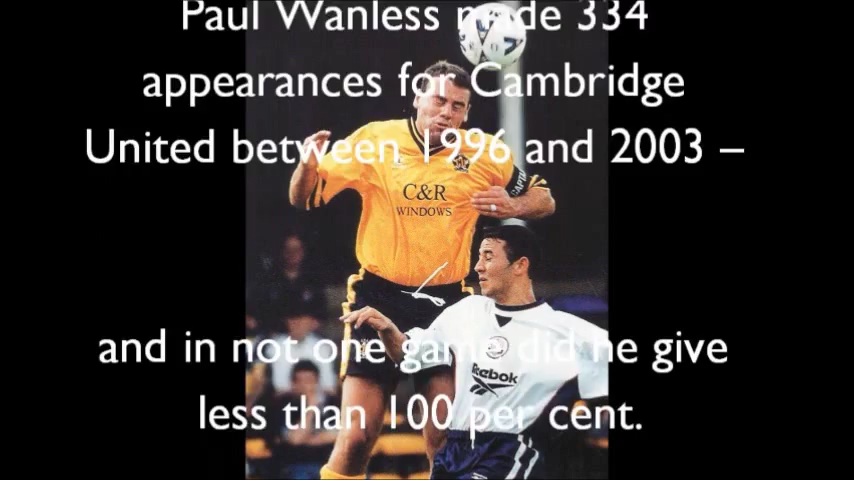 Paul Wanless made 334
appearances for Cambridge
United between 1996 and 2003 –
C&R
WINDOWS
and in not one game did he give
Reebok
less than 100 per cent.